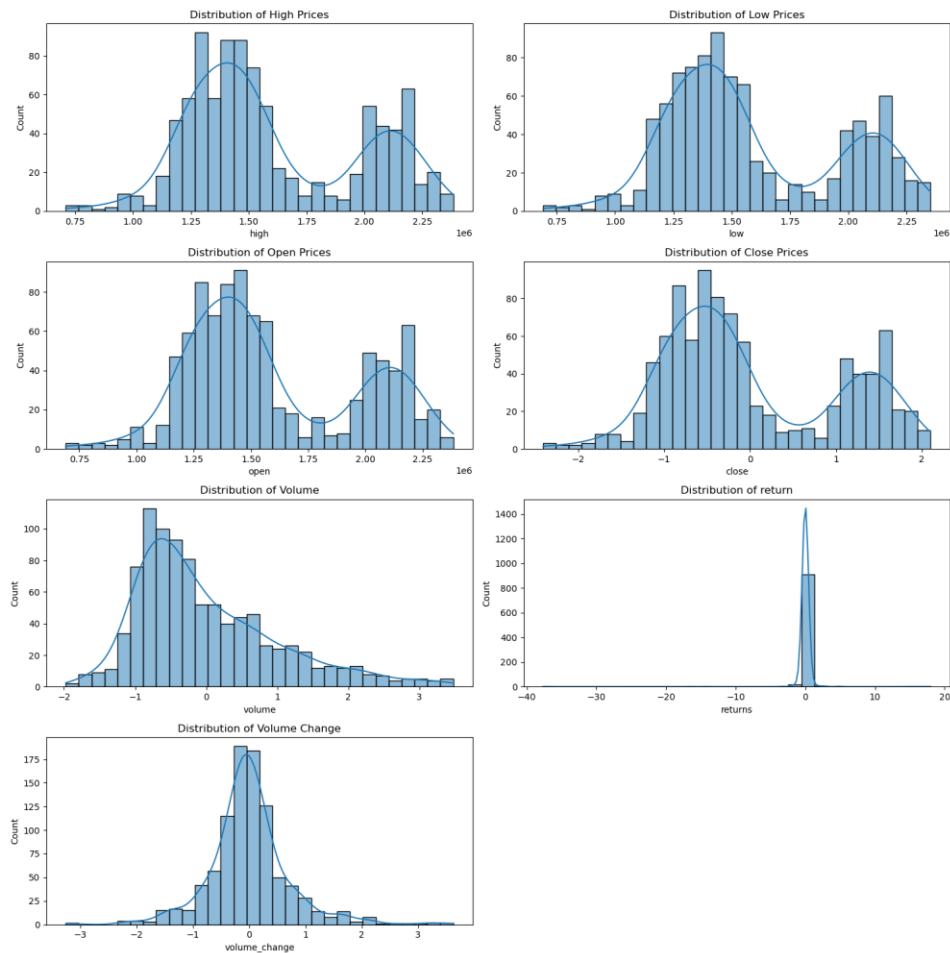 Distribution of High Prices
80
60
40
20
0
Count
0.75 1.00 1.25 1.50 1.75 2.00 2.25
1e6
high
Distribution of Low Prices
80
60
40
20
0
Count
0.75 1.00 1.25 1.50 1.75 2.00 2.25
1e6
low
Distribution of Open Prices
80
60
40
20
0
Count
0.75 1.00 1.25 1.50 1.75 2.00 2.25
1e6
open
Distribution of Close Prices
80
60
40
20
0
Count
−2 −1 0 1 2
close
Distribution of Volume
100
80
60
40
20
0
Count
−2 −1 0 1 2 3
volume
Distribution of return
1400
1200
1000
800
600
400
200
0
Count
−40 −30 −20 −10 0 10 20
returns
Distribution of Volume Change
175
150
125
100
75
50
25
0
Count
−3 −2 −1 0 1 2 3
volume_change